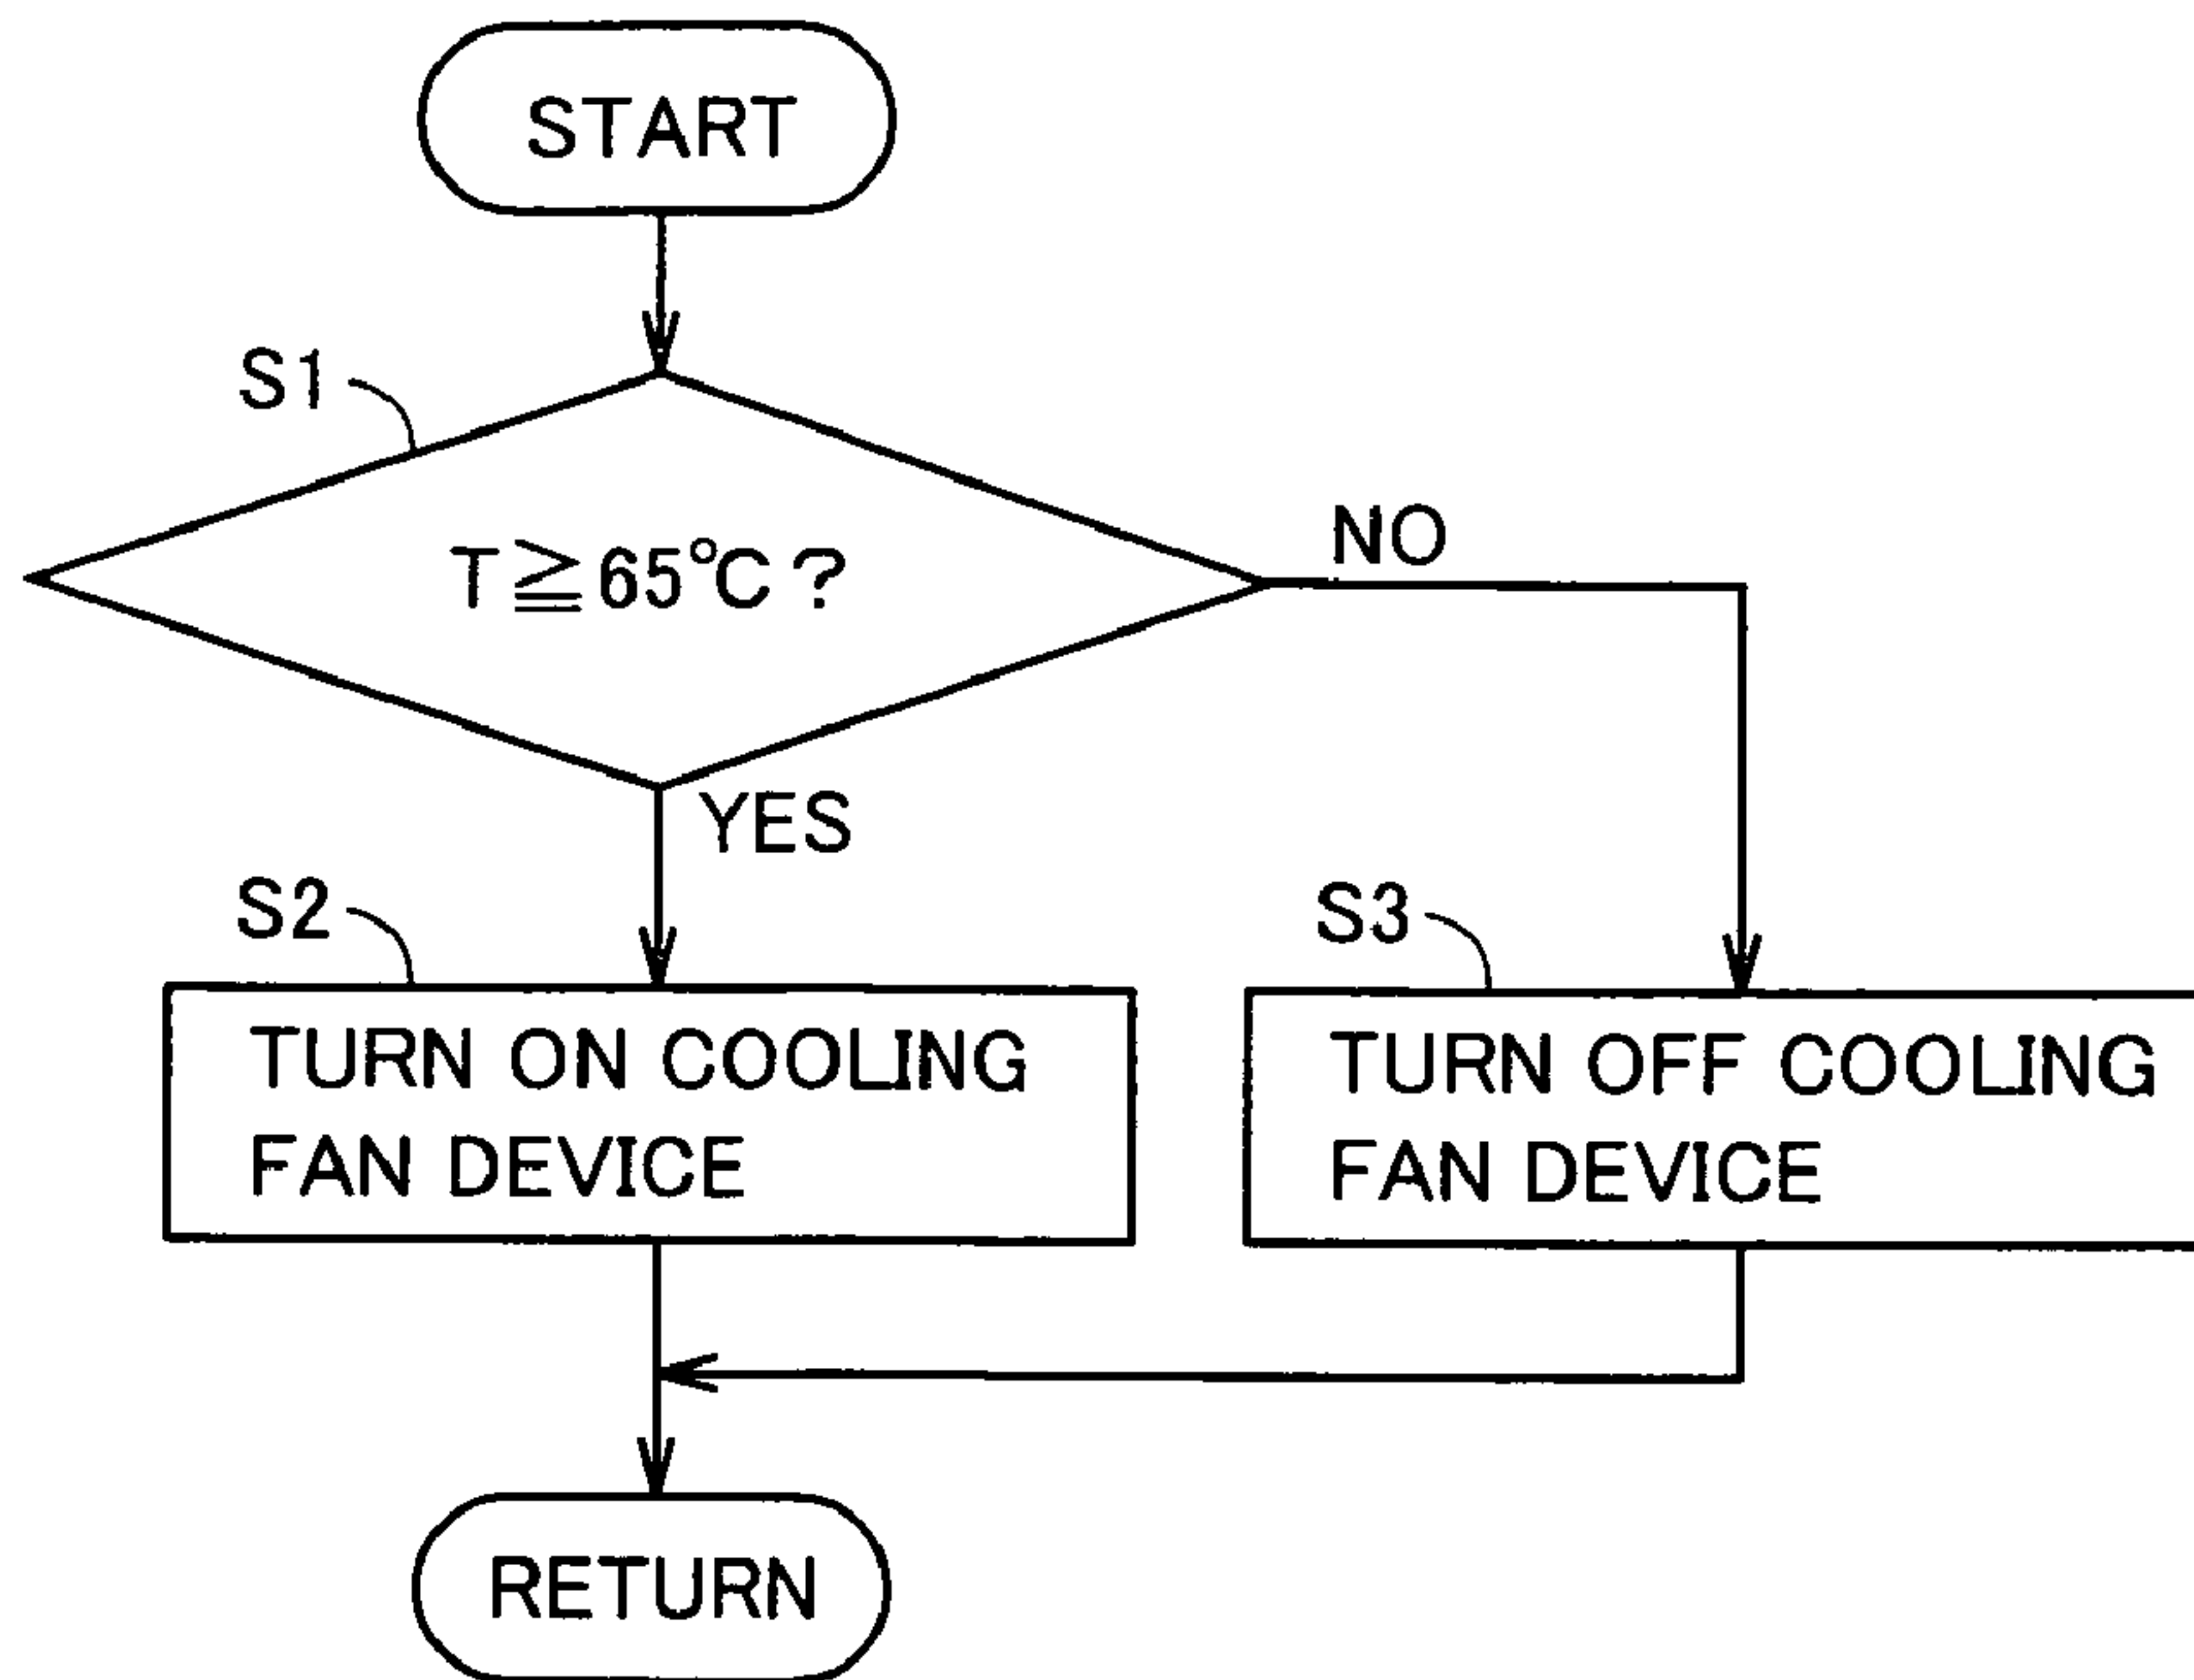 START
S1
T≧65℃?
NO
YES
S2
TURN ON COOLING
FAN DEVICE
S3
TURN OFF COOLING
FAN DEVICE
RETURN